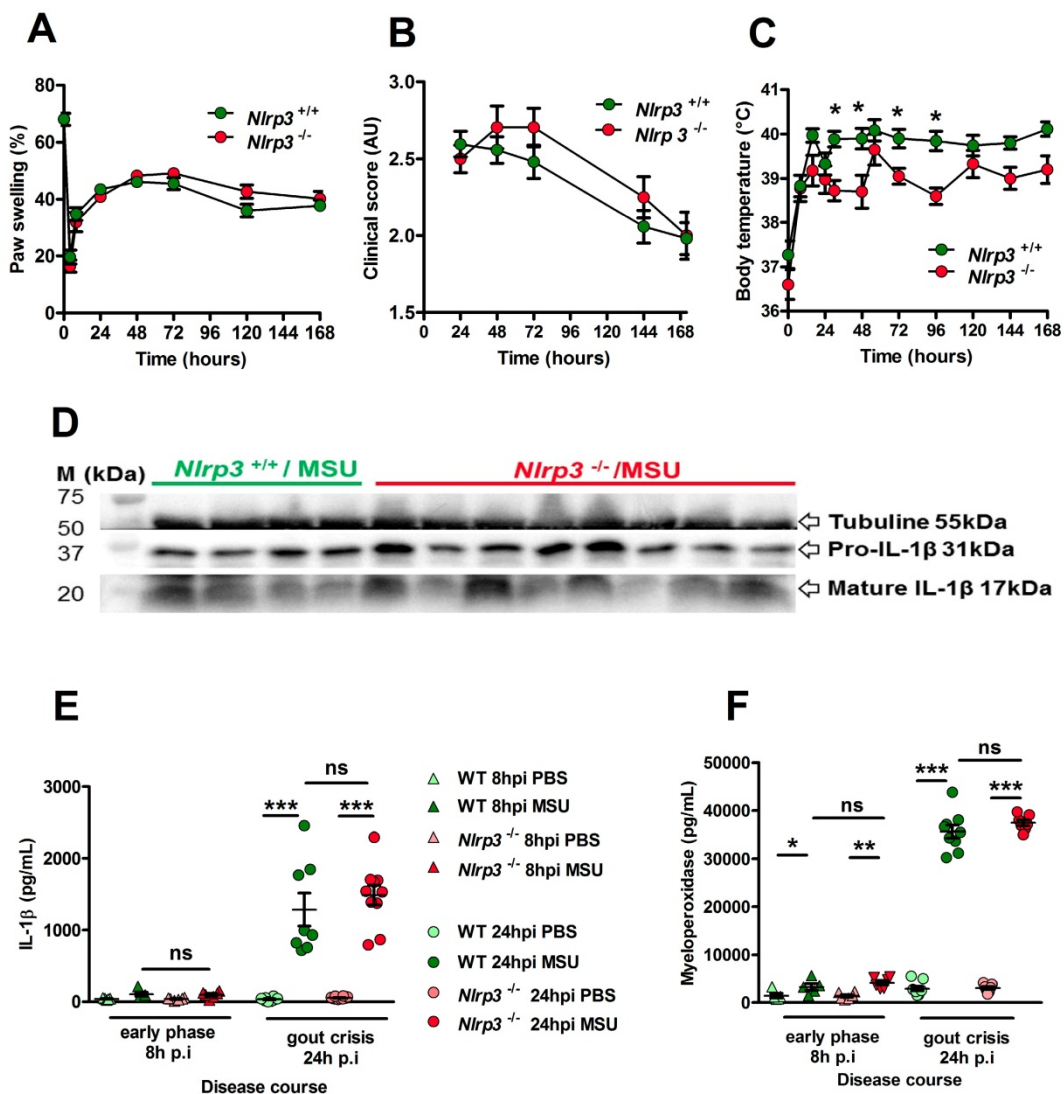 A
Paw swelling (%)
80
60
40
20
0
Nlrp3 +/+
Nlrp3 -/-
0 24 48 72 96 120 144 168
Time (hours)
B
Clinical score (AU)
3.0
2.5
2.0
1.5
Nlrp3 +/+
Nlrp 3 -/-
24 48 72 96 120 144 168
Time (hours)
C
Body temperature (°C)
41
40
39
38
37
36
* * * *
Nlrp3 +/+
Nlrp3 -/-
0 24 48 72 96 120 144 168
Time (hours)
D
M (kDa)
Nlrp3 +/+ / MSU
Nlrp3 -/-/MSU
75
50
37
20
Tubuline 55kDa
Pro-IL-1β 31kDa
Mature IL-1β 17kDa
E
IL-1β (pg/mL)
3000
2000
1000
0
ns
***
***
ns
early phase
8h p.i
gout crisis
24h p.i
Disease course
WT 8hpi PBS
WT 8hpi MSU
Nlrp3 -/- 8hpi PBS
Nlrp3 -/- 8hpi MSU
WT 24hpi PBS
WT 24hpi MSU
Nlrp3 -/- 24hpi PBS
Nlrp3 -/- 24hpi MSU
F
Myeloperoxidase (pg/mL)
50000
40000
30000
20000
10000
0
ns
***
***
ns
*
**
early phase
8h p.i
gout crisis
24h p.i
Disease course